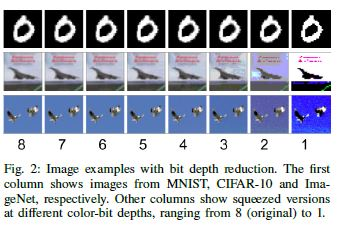 8 7 6 5 4 3 2 1
Fig. 2: Image examples with bit depth reduction. The first
column shows images from MNIST, CIFAR-10 and Ima-
geNet, respectively. Other columns show squeezed versions
at different color-bit depths, ranging from 8 (original) to 1.